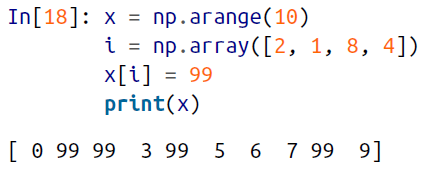 In[18]: x = np.arange(10)
i = np.array([2, 1, 8, 4])
x[i] = 99
print(x)
[ 0 99 99  3 99  5  6  7 99  9]